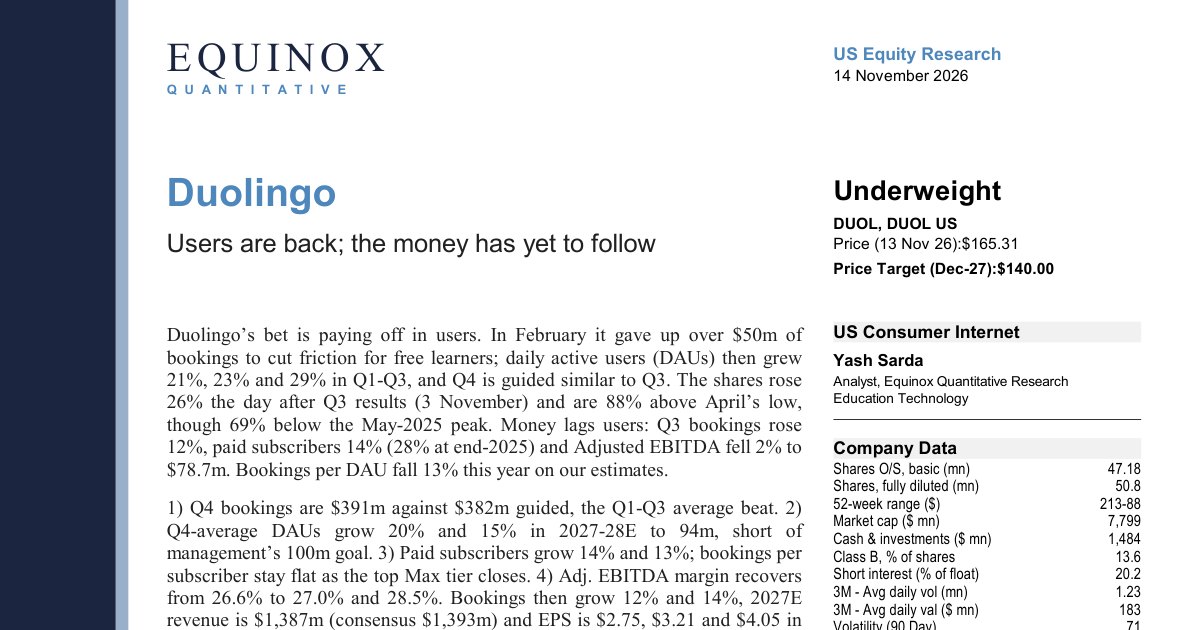 EQUINOX
QUANTITATIVE
US Equity Research
14 November 2026
Duolingo
Users are back; the money has yet to follow
Duolingo’s bet is paying off in users. In February it gave up over $50m of
bookings to cut friction for free learners; daily active users (DAUs) then grew
21%, 23% and 29% in Q1-Q3, and Q4 is guided similar to Q3. The shares rose
26% the day after Q3 results (3 November) and are 88% above April’s low,
though 69% below the May-2025 peak. Money lags users: Q3 bookings rose
12%, paid subscribers 14% (28% at end-2025) and Adjusted EBITDA fell 2% to
$78.7m. Bookings per DAU fall 13% this year on our estimates.
1) Q4 bookings are $391m against $382m guided, the Q1-Q3 average beat. 2)
Q4-average DAUs grow 20% and 15% in 2027-28E to 94m, short of
management’s 100m goal. 3) Paid subscribers grow 14% and 13%; bookings per
subscriber stay flat as the top Max tier closes. 4) Adj. EBITDA margin recovers
from 26.6% to 27.0% and 28.5%. Bookings then grow 12% and 14%, 2027E
revenue is $1,387m (consensus $1,393m) and EPS is $2.75, $3.21 and $4.05 in
Underweight
DUOL, DUOL US
Price (13 Nov 26):$165.31
Price Target (Dec-27):$140.00
US Consumer Internet
Yash Sarda
Analyst, Equinox Quantitative Research
Education Technology
Company Data
Shares O/S, basic (mn) 47.18
Shares, fully diluted (mn) 50.8
52-week range ($) 213-88
Market cap ($ mn) 7,799
Cash & investments ($ mn) 1,484
Class B, % of shares 13.6
Short interest (% of float) 20.2
3M - Avg daily vol (mn) 1.23
3M - Avg daily val ($ mn) 183
Volatility (90 Day) 71